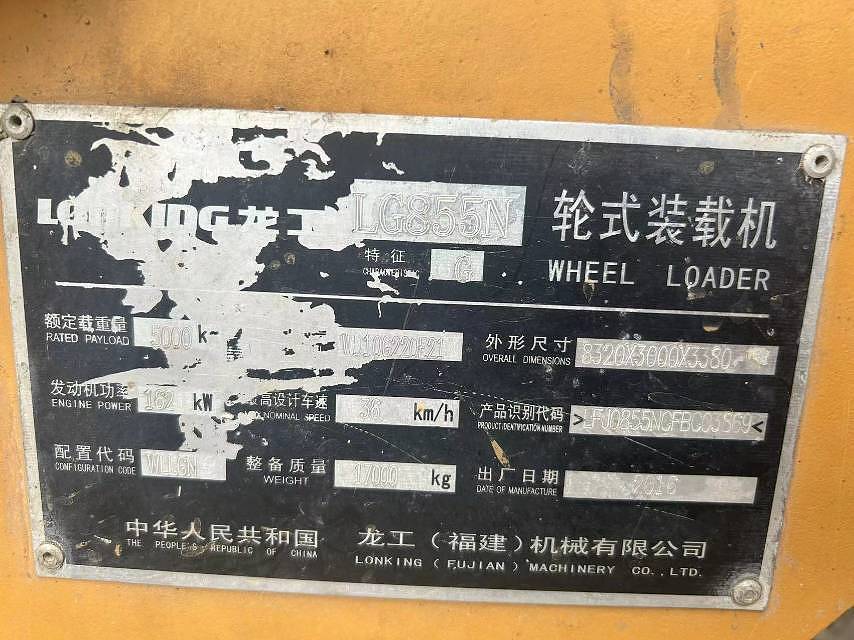 LONKING 龙工 LG855N 轮式装载机
特征 G WHEEL LOADER
CHARACTERISTIC
额定载重量 5000 k 外形尺寸 8320X3000X3380
RATED PAYLOAD OVERALL DIMENSIONS
发动机功率 162 kW 高设计车速 36 km/h 产品识别代码 > <
ENGINE POWER NOMINAL SPEED PRODUCT IDENTIFICATION NUMBER
配置代码 整备质量 17000 kg 出厂日期 2016
CONFIGURATION CODE WEIGHT DATE OF MANUFACTURE
中华人民共和国 龙工（福建）机械有限公司
THE PEOPLE'S REPUBLIC OF CHINA LONKING (FUJIAN) MACHINERY CO.,LTD.